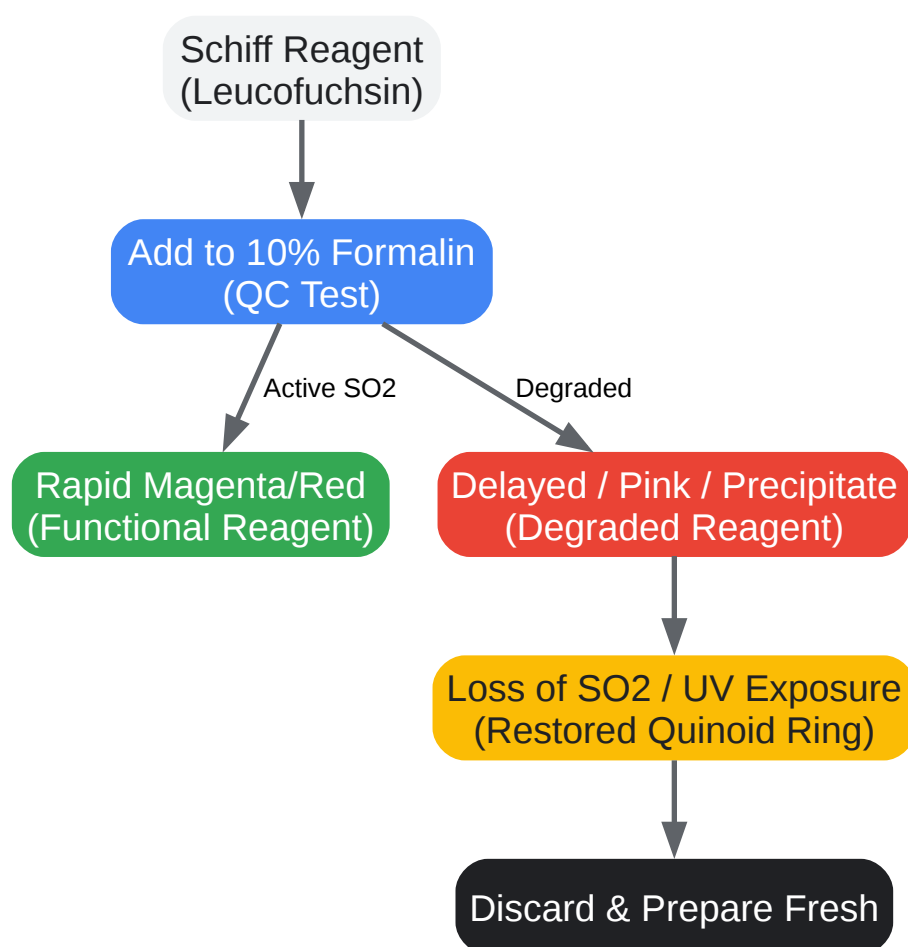 Schiff Reagent
(Leucofuchsin)
Add to 10% Formalin
(QC Test)
Active SO2
Degraded
Rapid Magenta/Red
(Functional Reagent)
Delayed / Pink / Precipitate
(Degraded Reagent)
Loss of SO2 / UV Exposure
(Restored Quinoid Ring)
Discard & Prepare Fresh